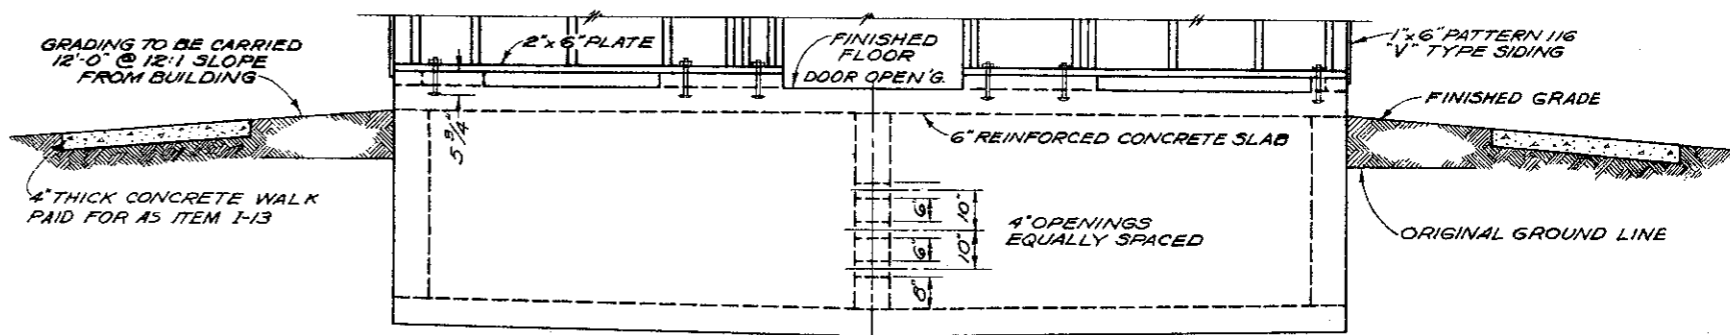 GRADING TO BE CARRIED
12'-0" @ 12:1 SLOPE
FROM BUILDING
2"x6" PLATE
FINISHED
FLOOR
DOOR OPEN'G.
1"x6" PATTERN 116
"V" TYPE SIDING
FINISHED GRADE
5 3/4"
6" REINFORCED CONCRETE SLAB
4" THICK CONCRETE WALK
PAID FOR AS ITEM I-13
6"
10"
4" OPENINGS
EQUALLY SPACED
6"
10"
8"
ORIGINAL GROUND LINE